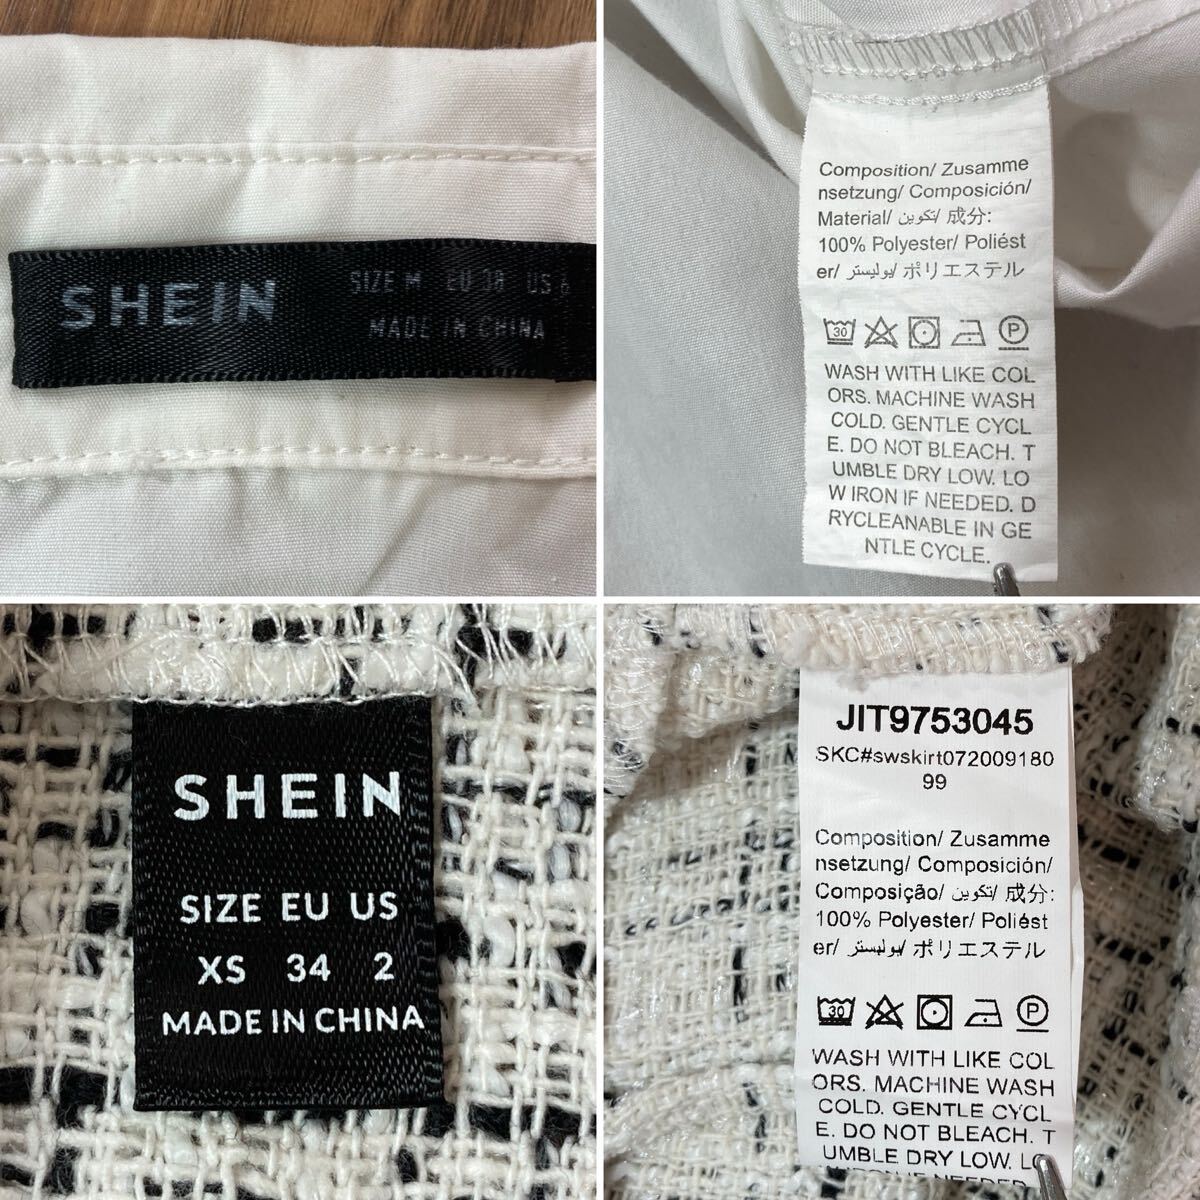 SHEIN
SIZE M EU 38 US 6
MADE IN CHINA
Composition/ Zusamme
nsetzung/ Composición/
Material/ تكوين/ 成分:
100% Polyester/ Poliést
er/ بوليستر/ ポリエステル
30
P
WASH WITH LIKE COL
ORS. MACHINE WASH
COLD. GENTLE CYCL
E. DO NOT BLEACH. T
UMBLE DRY LOW. LO
W IRON IF NEEDED. D
RYCLEANABLE IN GE
NTLE CYCLE.
SHEIN
SIZE EU US
XS 34 2
MADE IN CHINA
JIT9753045
SKC#swskirt072009180
99
Composition/ Zusamme
nsetzung/ Composición/
Composição/ تكوين/ 成分:
100% Polyester/ Poliést
er/ بوليستر/ ポリエステル
30
P
WASH WITH LIKE COL
ORS. MACHINE WASH
COLD. GENTLE CYCL
E. DO NOT BLEACH. T
UMBLE DRY LOW. LO